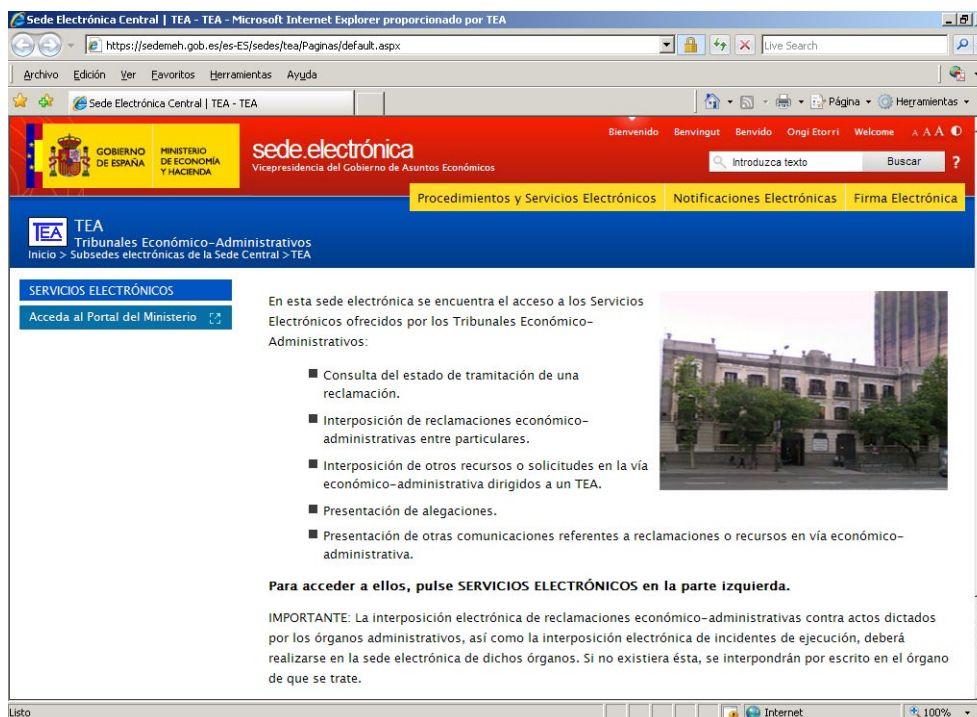 Sede Electrónica Central | TEA - TEA - Microsoft Internet Explorer proporcionado por TEA
https://sedemeh.gob.es/es-ES/sedes/tea/Paginas/default.aspx
Live Search
Archivo Edición Ver Favoritos Herramientas Ayuda
Sede Electrónica Central | TEA - TEA
Página
Herramientas
Bienvenido Benvingut Benvido Ongi Etorri Welcome A A A
GOBIERNO DE ESPAÑA
MINISTERIO DE ECONOMÍA Y HACIENDA
sede.electrónica
Vicepresidencia del Gobierno de Asuntos Económicos
Introduzca texto
Buscar
?
Procedimientos y Servicios Electrónicos Notificaciones Electrónicas Firma Electrónica
TEA
TEA
Tribunales Económico-Administrativos
Inicio > Subsedes electrónicas de la Sede Central >TEA
SERVICIOS ELECTRÓNICOS
Acceda al Portal del Ministerio
En esta sede electrónica se encuentra el acceso a los Servicios
Electrónicos ofrecidos por los Tribunales Económico-
Administrativos:
Consulta del estado de tramitación de una
reclamación.
Interposición de reclamaciones económico-
administrativas entre particulares.
Interposición de otros recursos o solicitudes en la vía
económico-administrativa dirigidos a un TEA.
Presentación de alegaciones.
Presentación de otras comunicaciones referentes a reclamaciones o recursos en vía económico-
administrativa.
Para acceder a ellos, pulse SERVICIOS ELECTRÓNICOS en la parte izquierda.
IMPORTANTE: La interposición electrónica de reclamaciones económico-administrativas contra actos dictados
por los órganos administrativos, así como la interposición electrónica de incidentes de ejecución, deberá
realizarse en la sede electrónica de dichos órganos. Si no existiera ésta, se interpondrán por escrito en el órgano
de que se trate.
Listo
Internet
100%